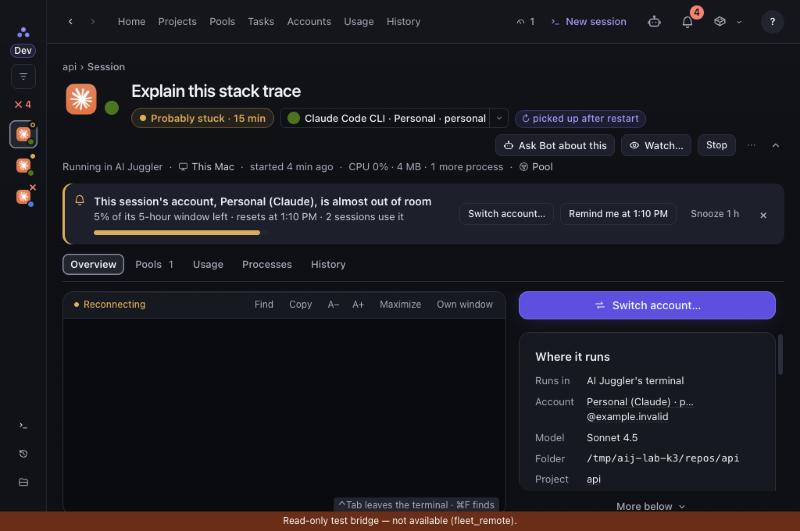 Home Projects Pools Tasks Accounts Usage History 1 New session 4 ?
Dev
4
api › Session
Explain this stack trace
Probably stuck · 15 min Claude Code CLI · Personal · personal picked up after restart
Ask Bot about this Watch... Stop ...
Running in AI Juggler · This Mac · started 4 min ago · CPU 0% · 4 MB · 1 more process · Pool
This session's account, Personal (Claude), is almost out of room
5% of its 5-hour window left · resets at 1:10 PM · 2 sessions use it
Switch account... Remind me at 1:10 PM Snooze 1 h ×
Overview Pools 1 Usage Processes History
Reconnecting Find Copy A− A+ Maximize Own window
^Tab leaves the terminal · ⌘F finds
Switch account...
Where it runs
Runs in AI Juggler's terminal
Account Personal (Claude) · p...
@example.invalid
Model Sonnet 4.5
Folder /tmp/aij-lab-k3/repos/api
Project api
More below
Read-only test bridge — not available (fleet_remote).